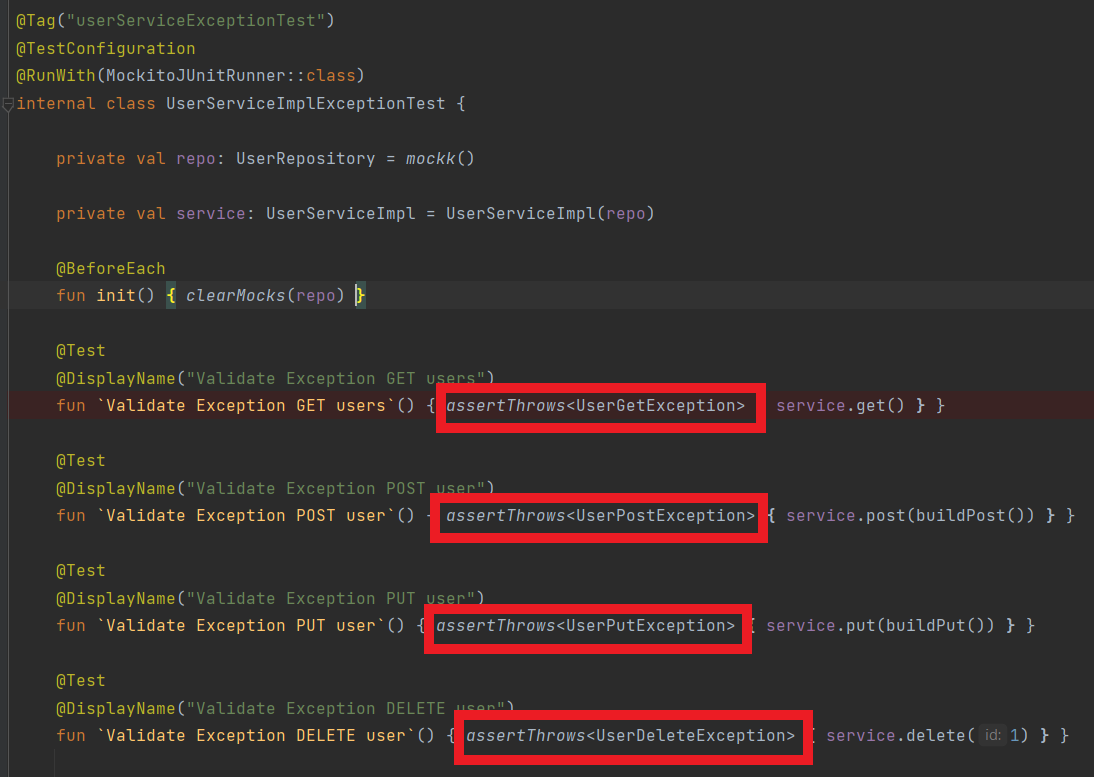 @Tag("userServiceExceptionTest")
@TestConfiguration
@RunWith(MockitoJUnitRunner::class)
internal class UserServiceImplExceptionTest {
private val repo: UserRepository = mockk()
private val service: UserServiceImpl = UserServiceImpl(repo)
@BeforeEach
fun init() { clearMocks(repo) }
@Test
@DisplayName("Validate Exception GET users")
fun `Validate Exception GET users`() { assertThrows<UserGetException> service.get() } }
@Test
@DisplayName("Validate Exception POST user")
fun `Validate Exception POST user`() { assertThrows<UserPostException> { service.post(buildPost()) } }
@Test
@DisplayName("Validate Exception PUT user")
fun `Validate Exception PUT user`() { assertThrows<UserPutException> { service.put(buildPut()) } }
@Test
@DisplayName("Validate Exception DELETE user")
fun `Validate Exception DELETE user`() { assertThrows<UserDeleteException> { service.delete( id: 1) } }